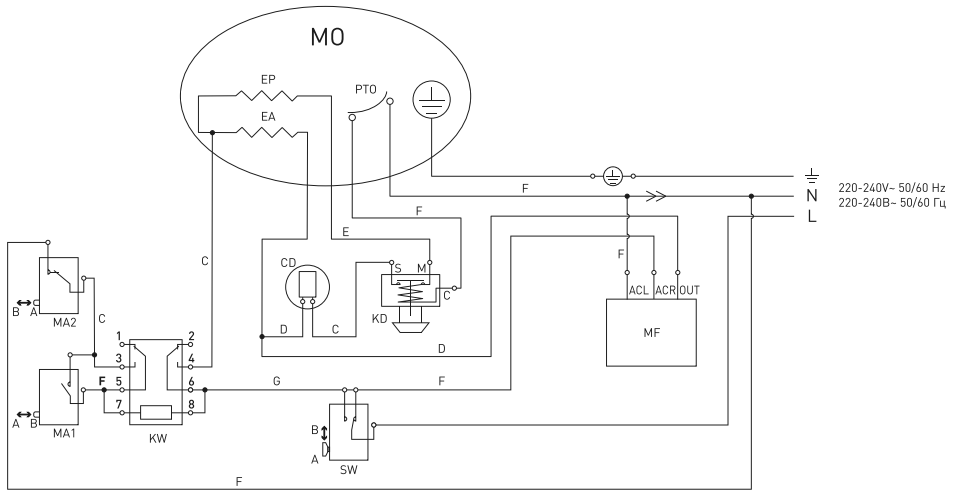 MO
EP
PTO
EA
F
N
220-240V~ 50/60 Hz
220-240В~ 50/60 Гц
L
F
E
C
CD
S M
F
B A
MA2
C
C
KD
ACL ACR OUT
MF
D C
D
1 2
3 4
F 5 6
G F
7 8
A B
MA1
KW
B
A
SW
F